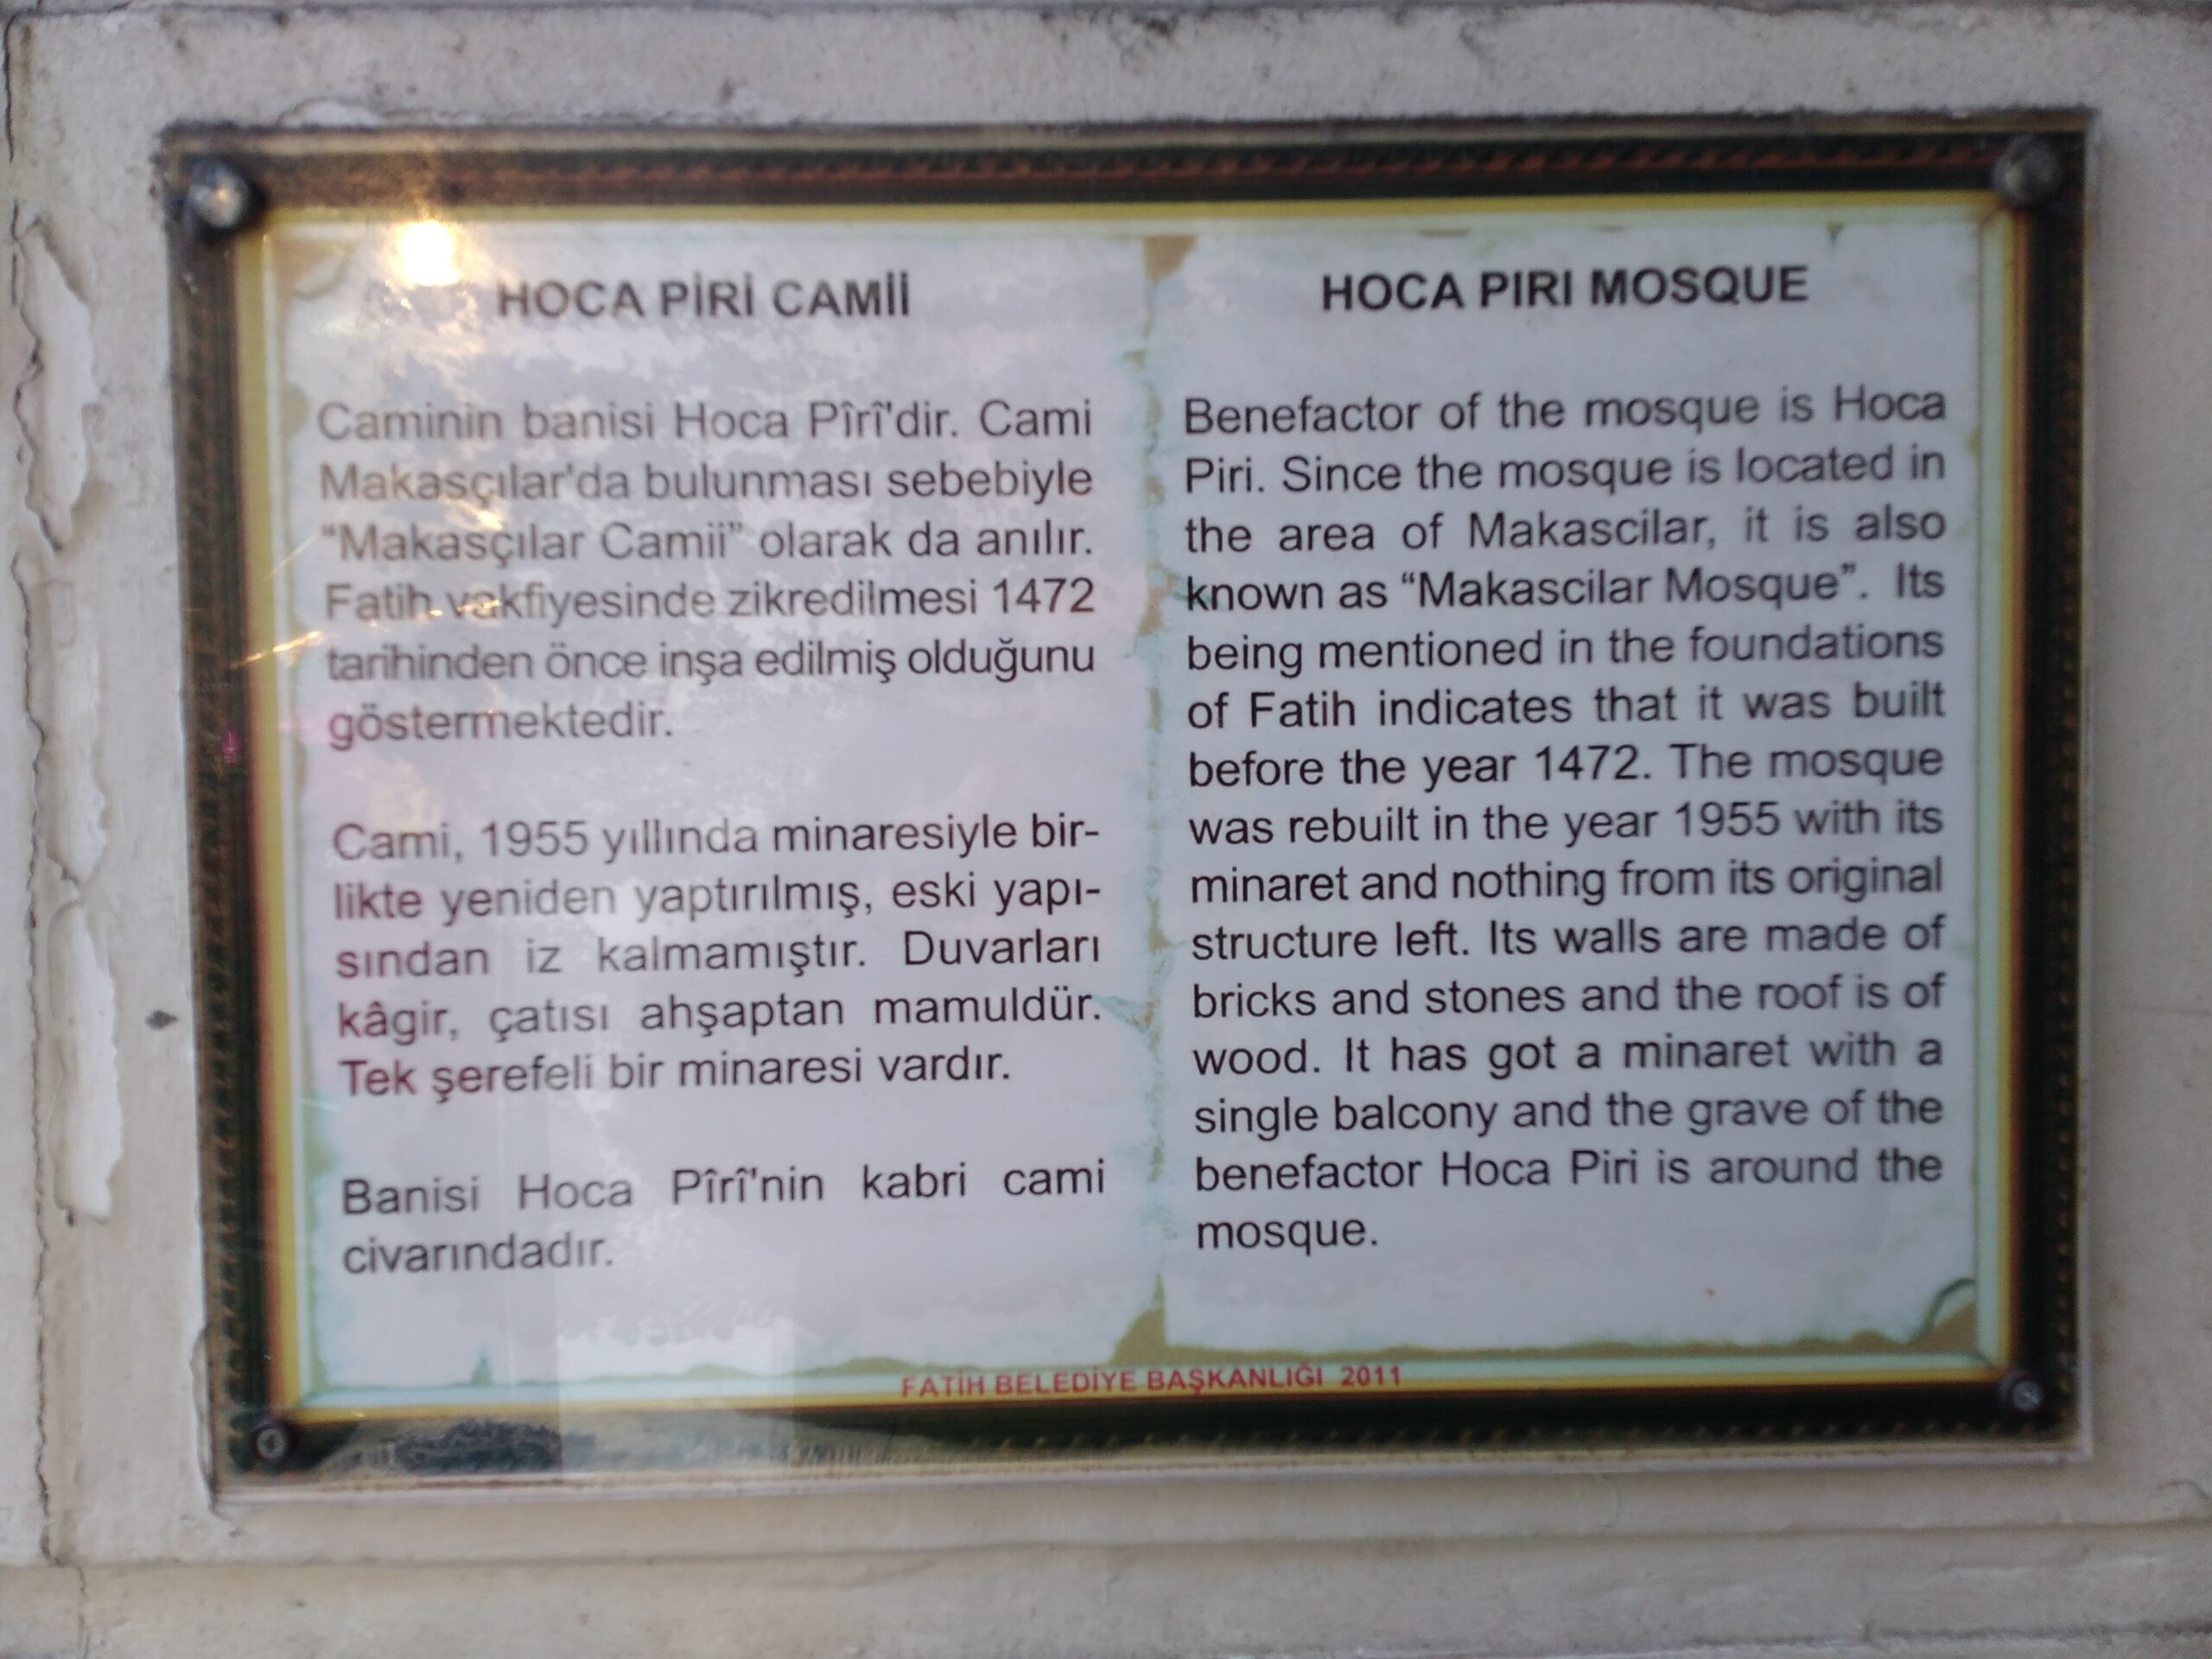 HOCA PİRİ CAMİİ
Caminin banisi Hoca Pîrî'dir. Cami
Makasçılar'da bulunması sebebiyle
“Makasçılar Camii” olarak da anılır.
Fatih vakfiyesinde zikredilmesi 1472
tarihinden önce inşa edilmiş olduğunu
göstermektedir.
Cami, 1955 yıllında minaresiyle bir-
likte yeniden yaptırılmış, eski yapı-
sından iz kalmamıştır. Duvarları
kâgir, çatısı ahşaptan mamuldür.
Tek şerefeli bir minaresi vardır.
Banisi Hoca Pîrî'nin kabri cami
civarındadır.
HOCA PIRI MOSQUE
Benefactor of the mosque is Hoca
Piri. Since the mosque is located in
the area of Makascilar, it is also
known as “Makascilar Mosque”. Its
being mentioned in the foundations
of Fatih indicates that it was built
before the year 1472. The mosque
was rebuilt in the year 1955 with its
minaret and nothing from its original
structure left. Its walls are made of
bricks and stones and the roof is of
wood. It has got a minaret with a
single balcony and the grave of the
benefactor Hoca Piri is around the
mosque.
FATİH BELEDİYE BAŞKANLIĞI 2011